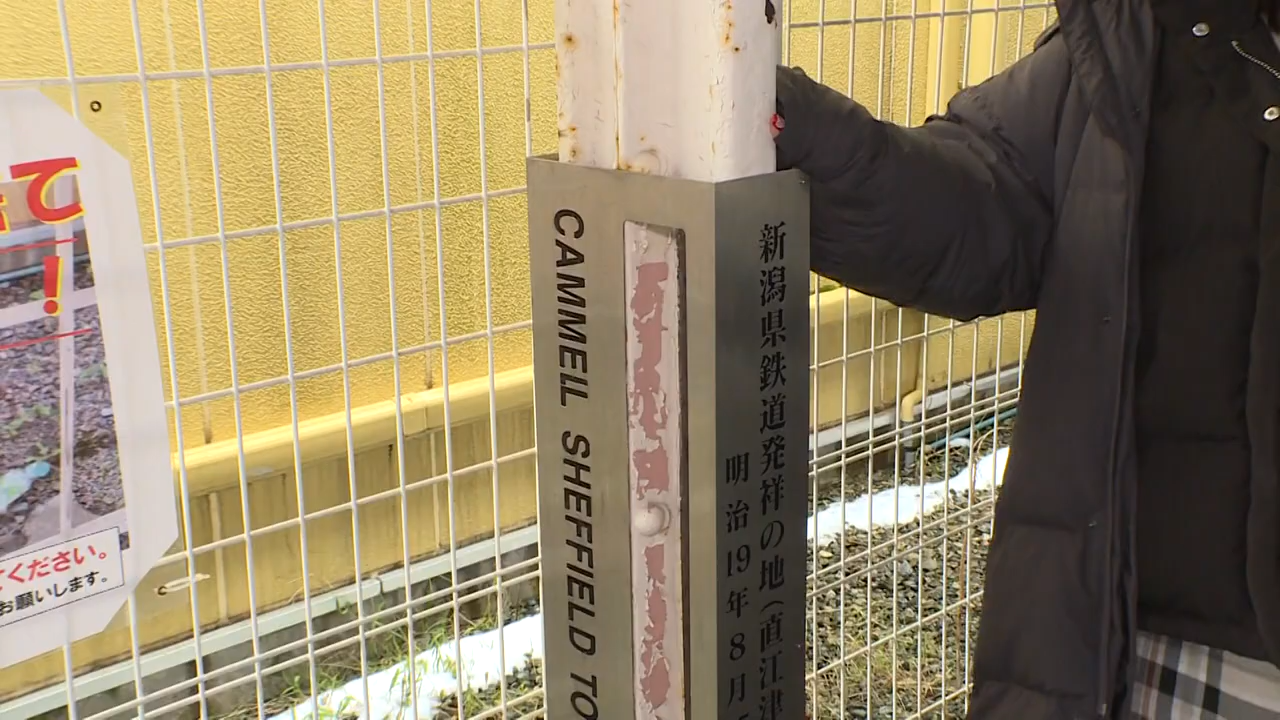 て
!
ください。
お願いします。
CAMMELL SHEFFIELD TO
新潟県鉄道発祥の地(直江津
明治19年8月